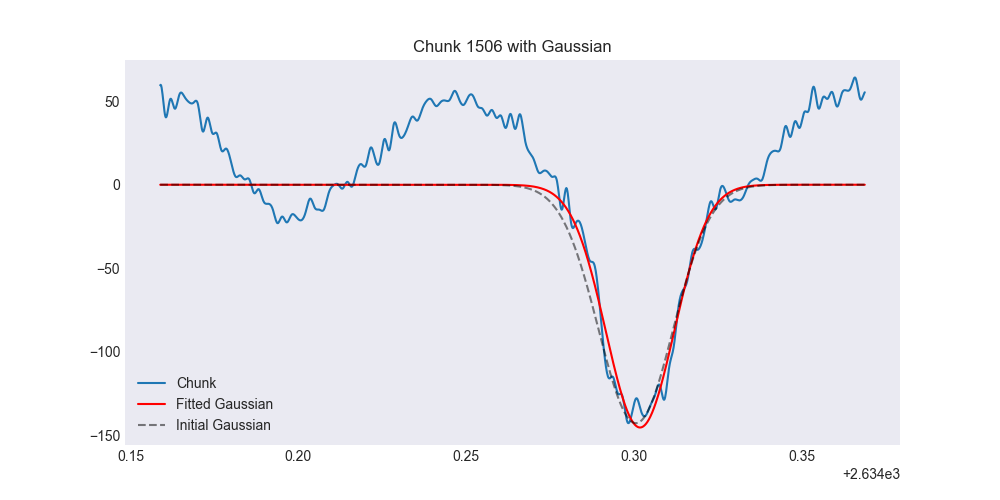 Chunk 1506 with Gaussian
50
0
−50
−100
−150
Chunk
Fitted Gaussian
Initial Gaussian
0.15 0.20 0.25 0.30 0.35
+2.634e3